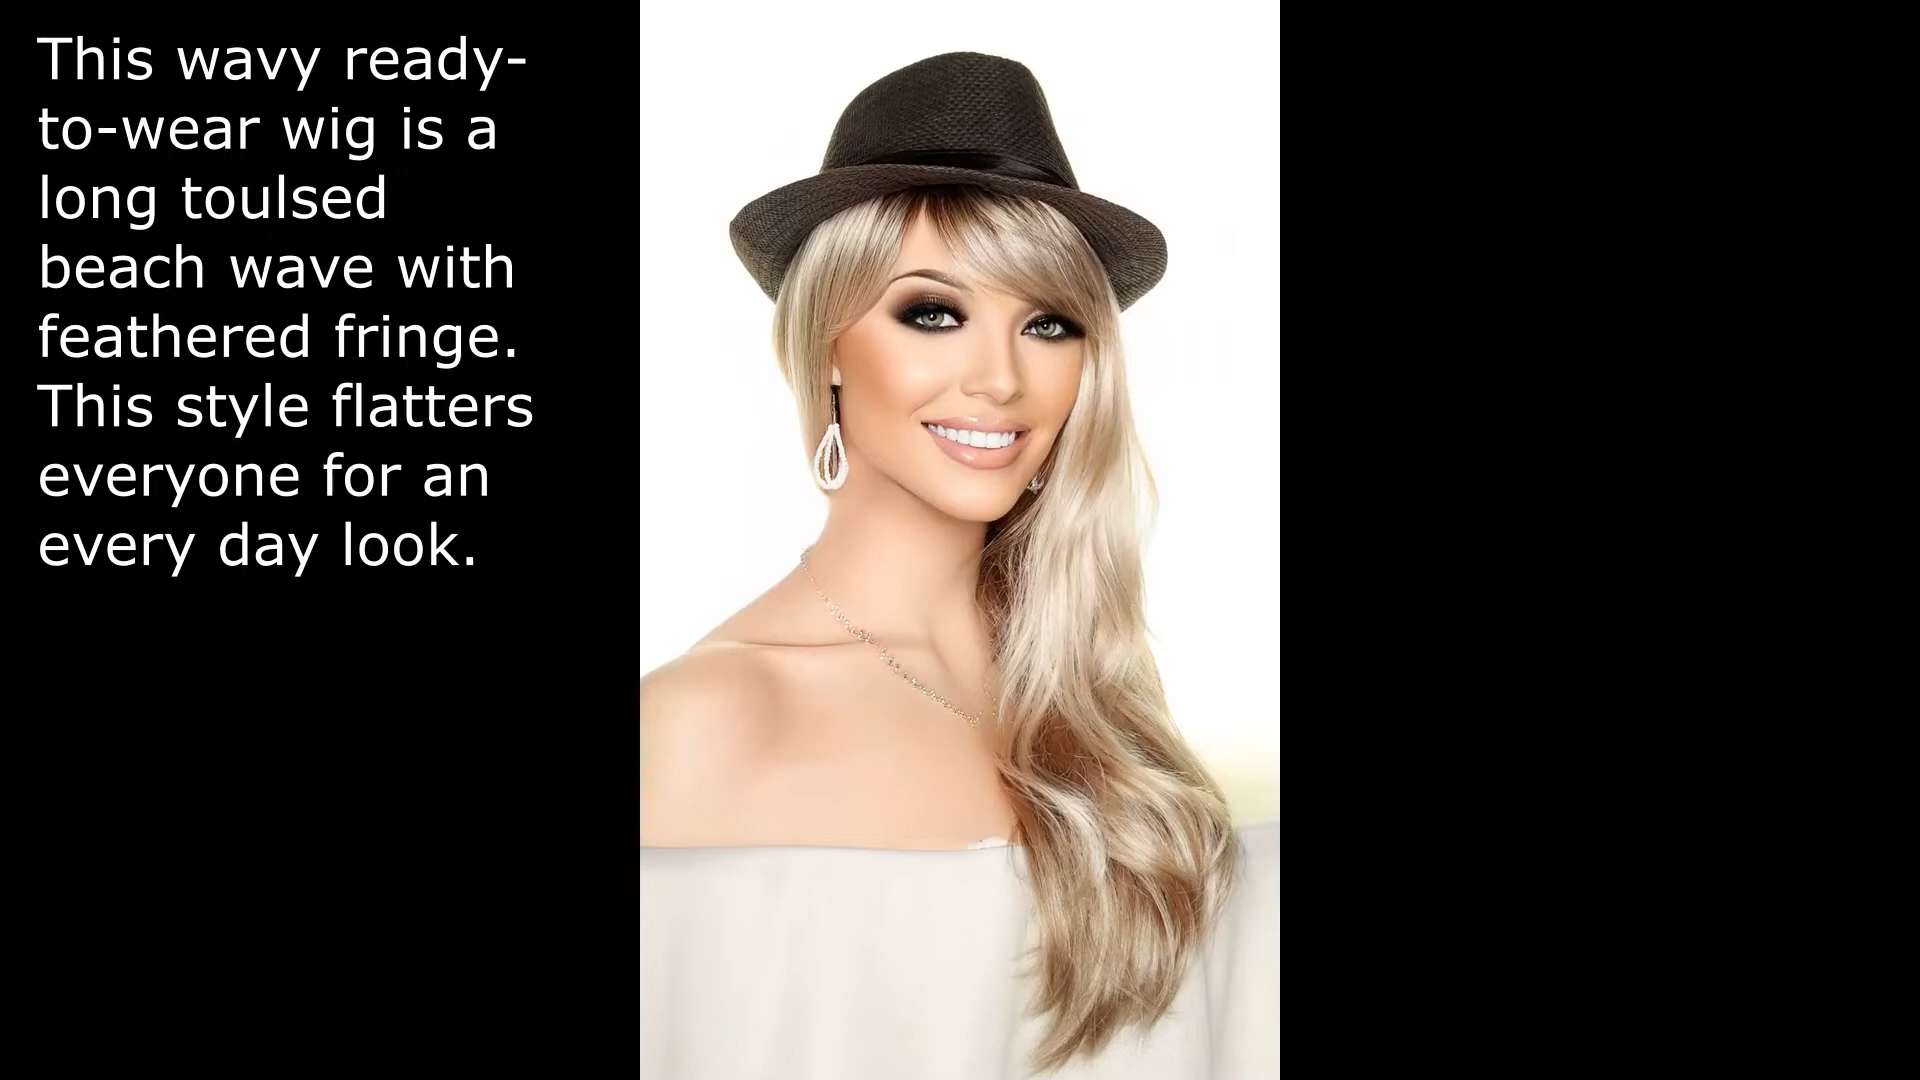 This wavy ready-
to-wear wig is a
long toulsed
beach wave with
feathered fringe.
This style flatters
everyone for an
every day look.